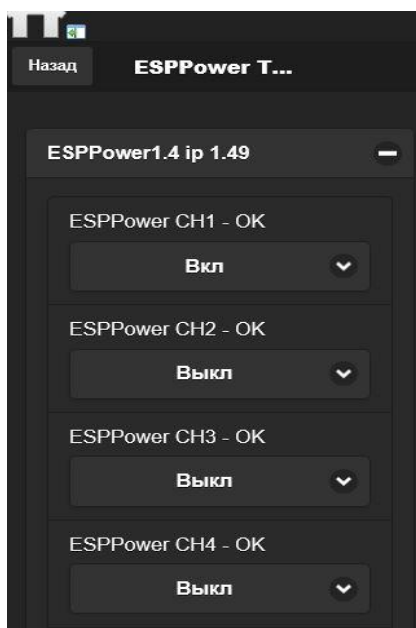 Назад ESPPower T...
ESPPower1.4 ip 1.49
ESPPower CH1 - OK
Вкл
ESPPower CH2 - OK
Выкл
ESPPower CH3 - OK
Выкл
ESPPower CH4 - OK
Выкл